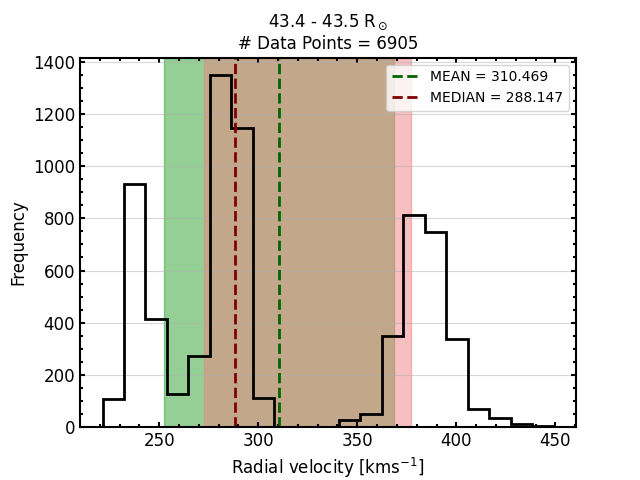 43.4 - 43.5 R⊙
# Data Points = 6905
MEAN = 310.469
MEDIAN = 288.147
1400
1200
1000
800
600
400
200
0
Frequency
250 300 350 400 450
Radial velocity [kms⁻¹]